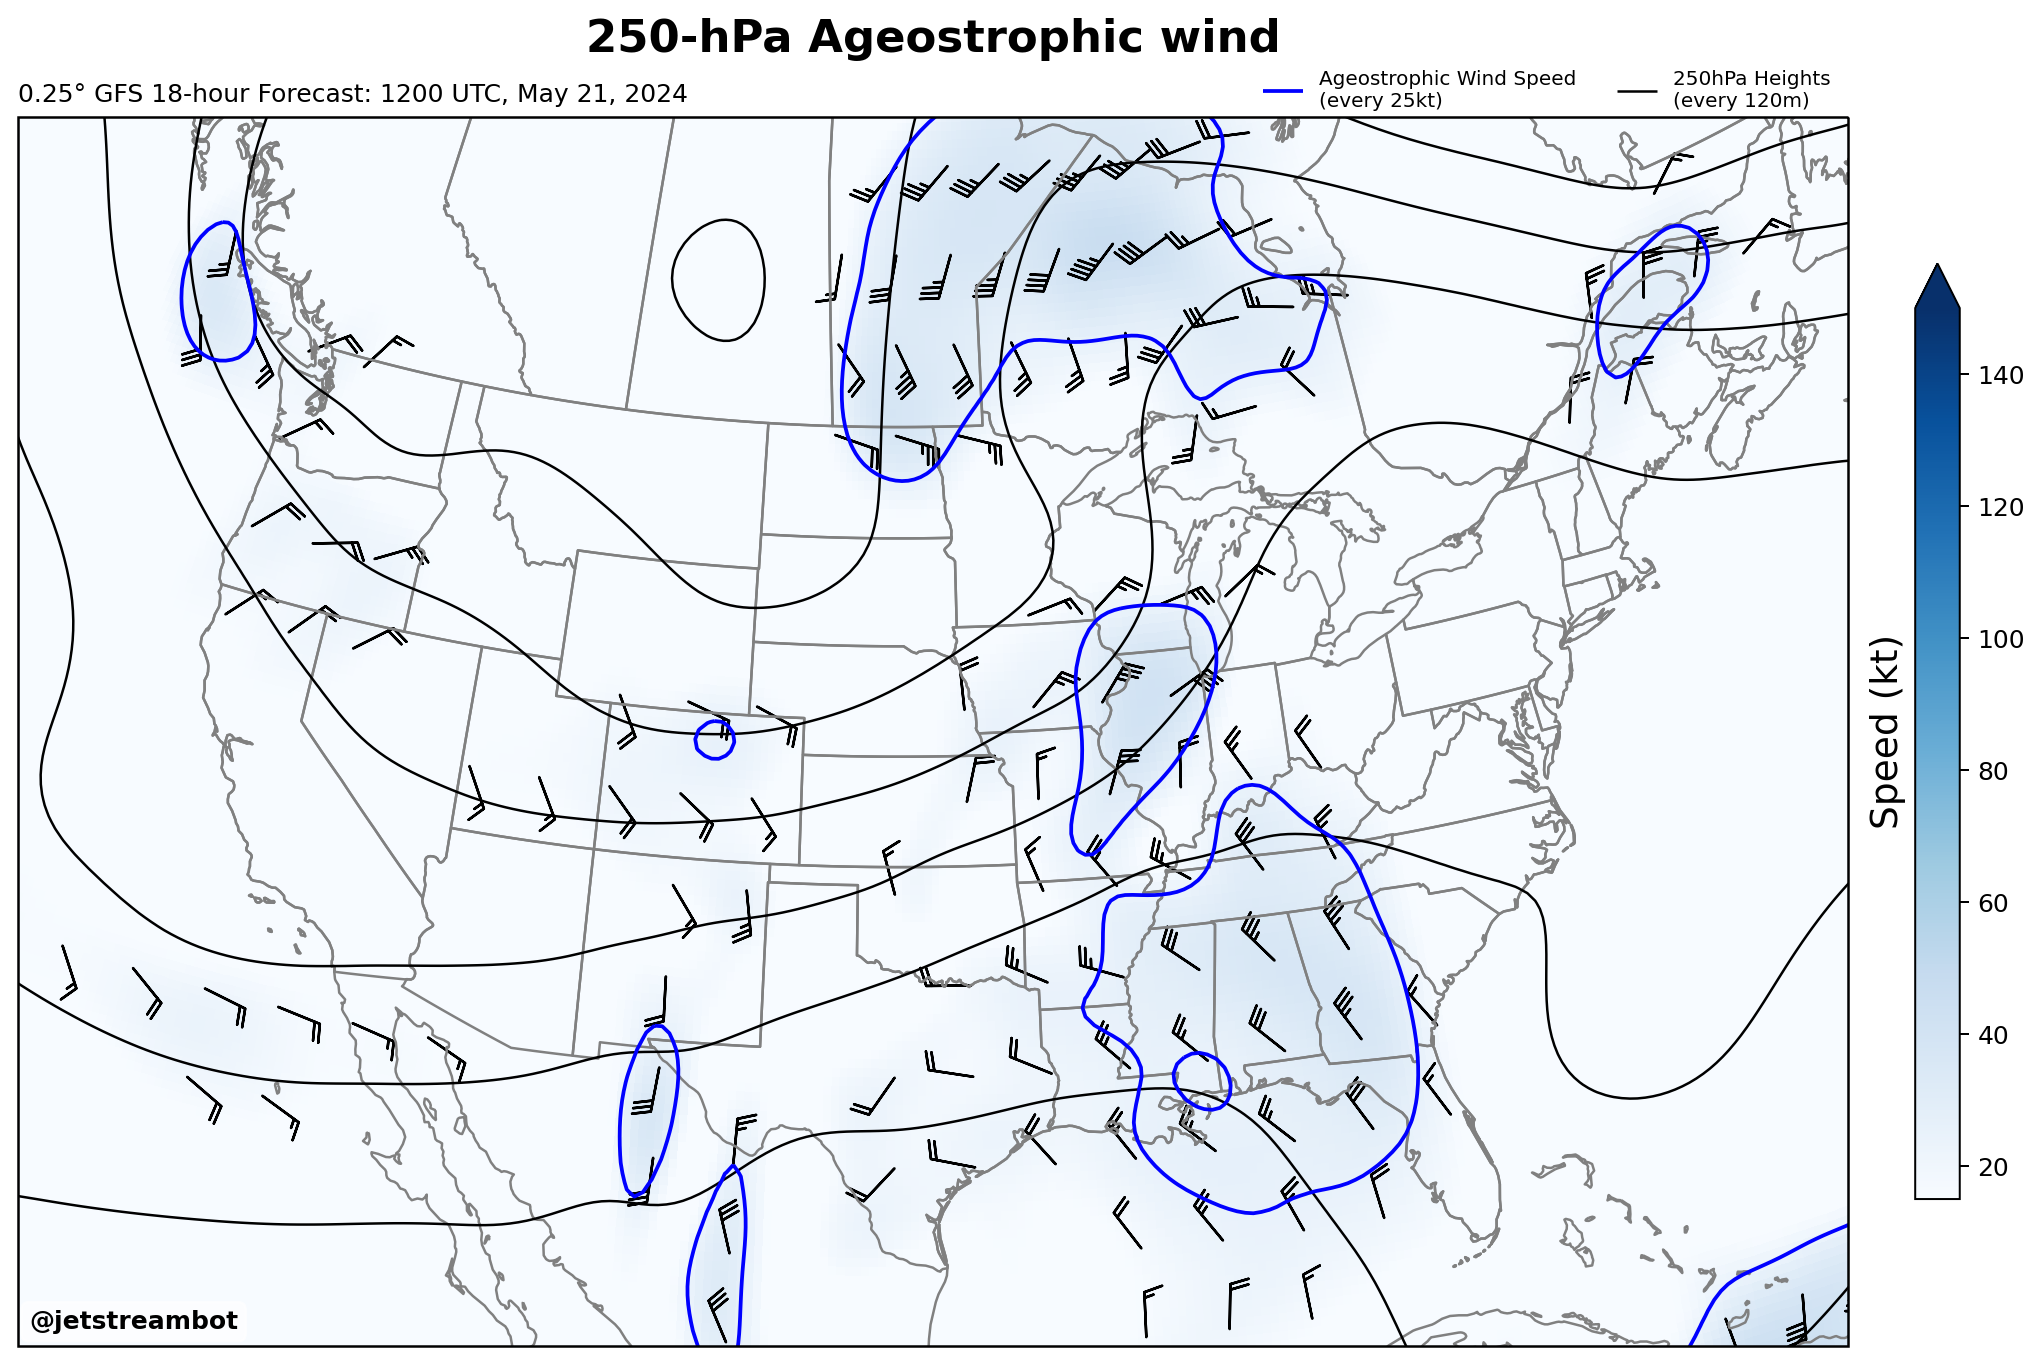 250-hPa Ageostrophic wind
0.25° GFS 18-hour Forecast: 1200 UTC, May 21, 2024
Ageostrophic Wind Speed
(every 25kt)
250hPa Heights
(every 120m)
140
120
100
80
60
40
20
Speed (kt)
@jetstreambot